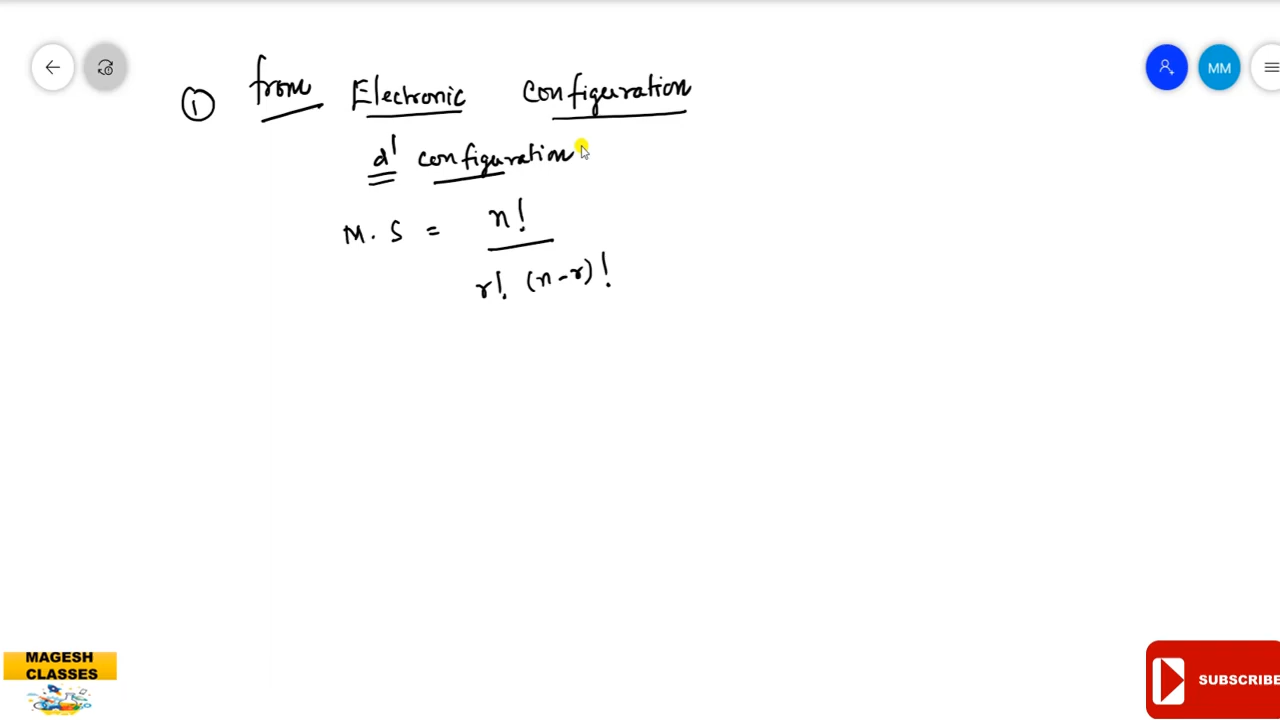 ① from Electronic configuration
d¹ configuration
M.S = n!
r! (n-r)!
MM
MAGESH
CLASSES
SUBSCRIBE